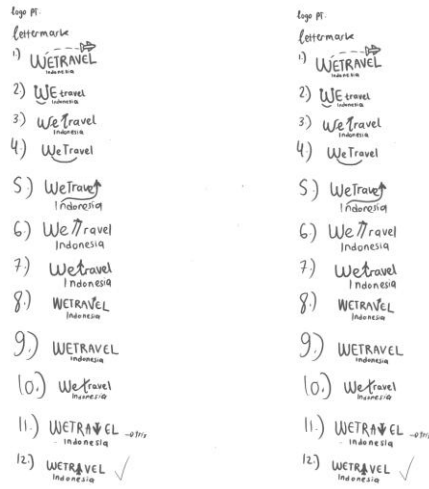 logo PT.
lettermark
1.) WETRAVEL
Indonesia
2.) WE travel
Indonesia
3.) We Travel
Indonesia
4.) We Travel
5.) WeTravel
Indonesia
6.) We Travel
Indonesia
7.) Wetravel
Indonesia
8.) WETRAVEL
Indonesia
9.) WETRAVEL
Indonesia
10.) Wetravel
Indonesia
11.) WETRAVEL
Indonesia
12.) WETRAVEL
Indonesia
logo PT.
lettermark
1.) WETRAVEL
Indonesia
2.) WE travel
Indonesia
3.) We Travel
Indonesia
4.) We Travel
5.) WeTravel
Indonesia
6.) We Travel
Indonesia
7.) Wetravel
Indonesia
8.) WETRAVEL
Indonesia
9.) WETRAVEL
Indonesia
10.) Wetravel
Indonesia
11.) WETRAVEL
Indonesia
12.) WETRAVEL
Indonesia